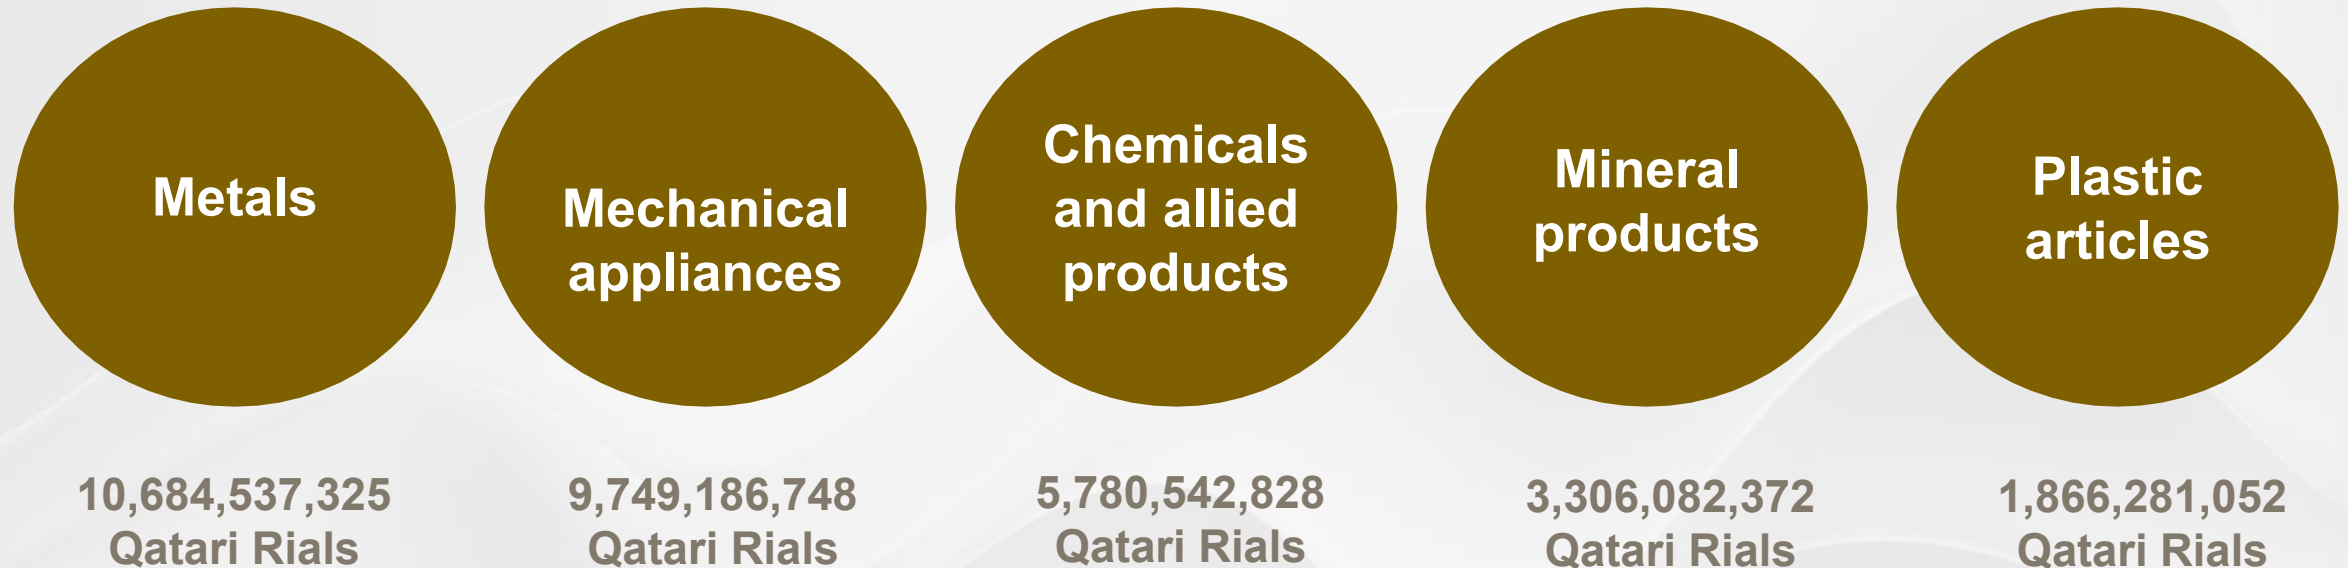 Metals
Mechanical
appliances
Chemicals
and allied
products
Mineral
products
Plastic
articles
10,684,537,325
Qatari Rials
9,749,186,748
Qatari Rials
5,780,542,828
Qatari Rials
3,306,082,372
Qatari Rials
1,866,281,052
Qatari Rials